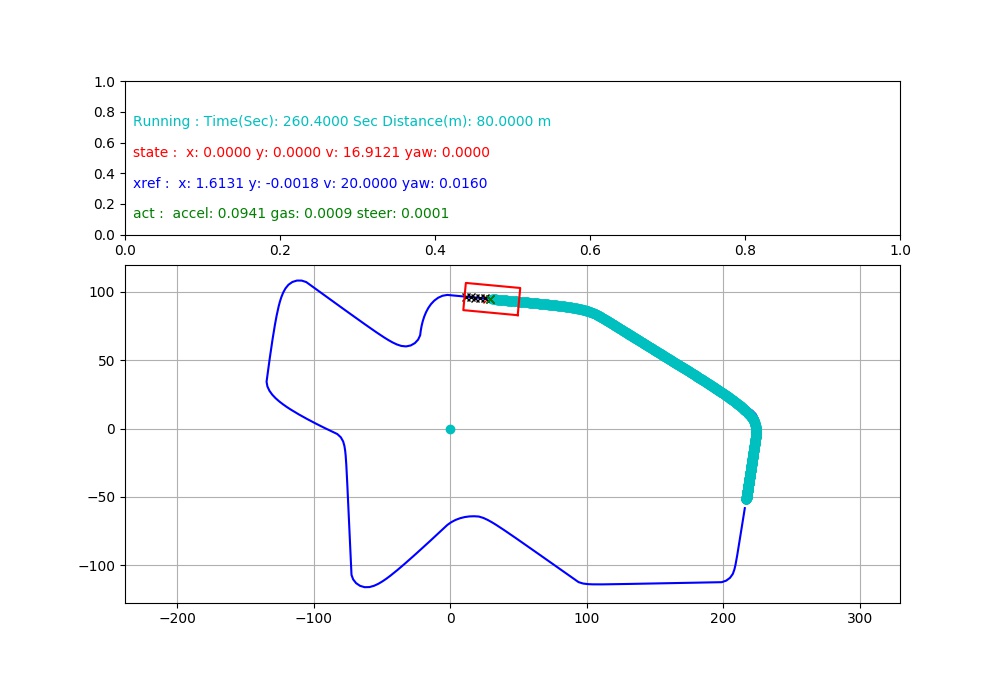 1.0
0.8
0.6
0.4
0.2
0.0
Running : Time(Sec): 260.4000 Sec Distance(m): 80.0000 m
state :  x: 0.0000 y: 0.0000 v: 16.9121 yaw: 0.0000
xref :  x: 1.6131 y: -0.0018 v: 20.0000 yaw: 0.0160
act :  accel: 0.0941 gas: 0.0009 steer: 0.0001
0.0 0.2 0.4 0.6 0.8 1.0
100
50
0
−50
−100
−200 −100 0 100 200 300